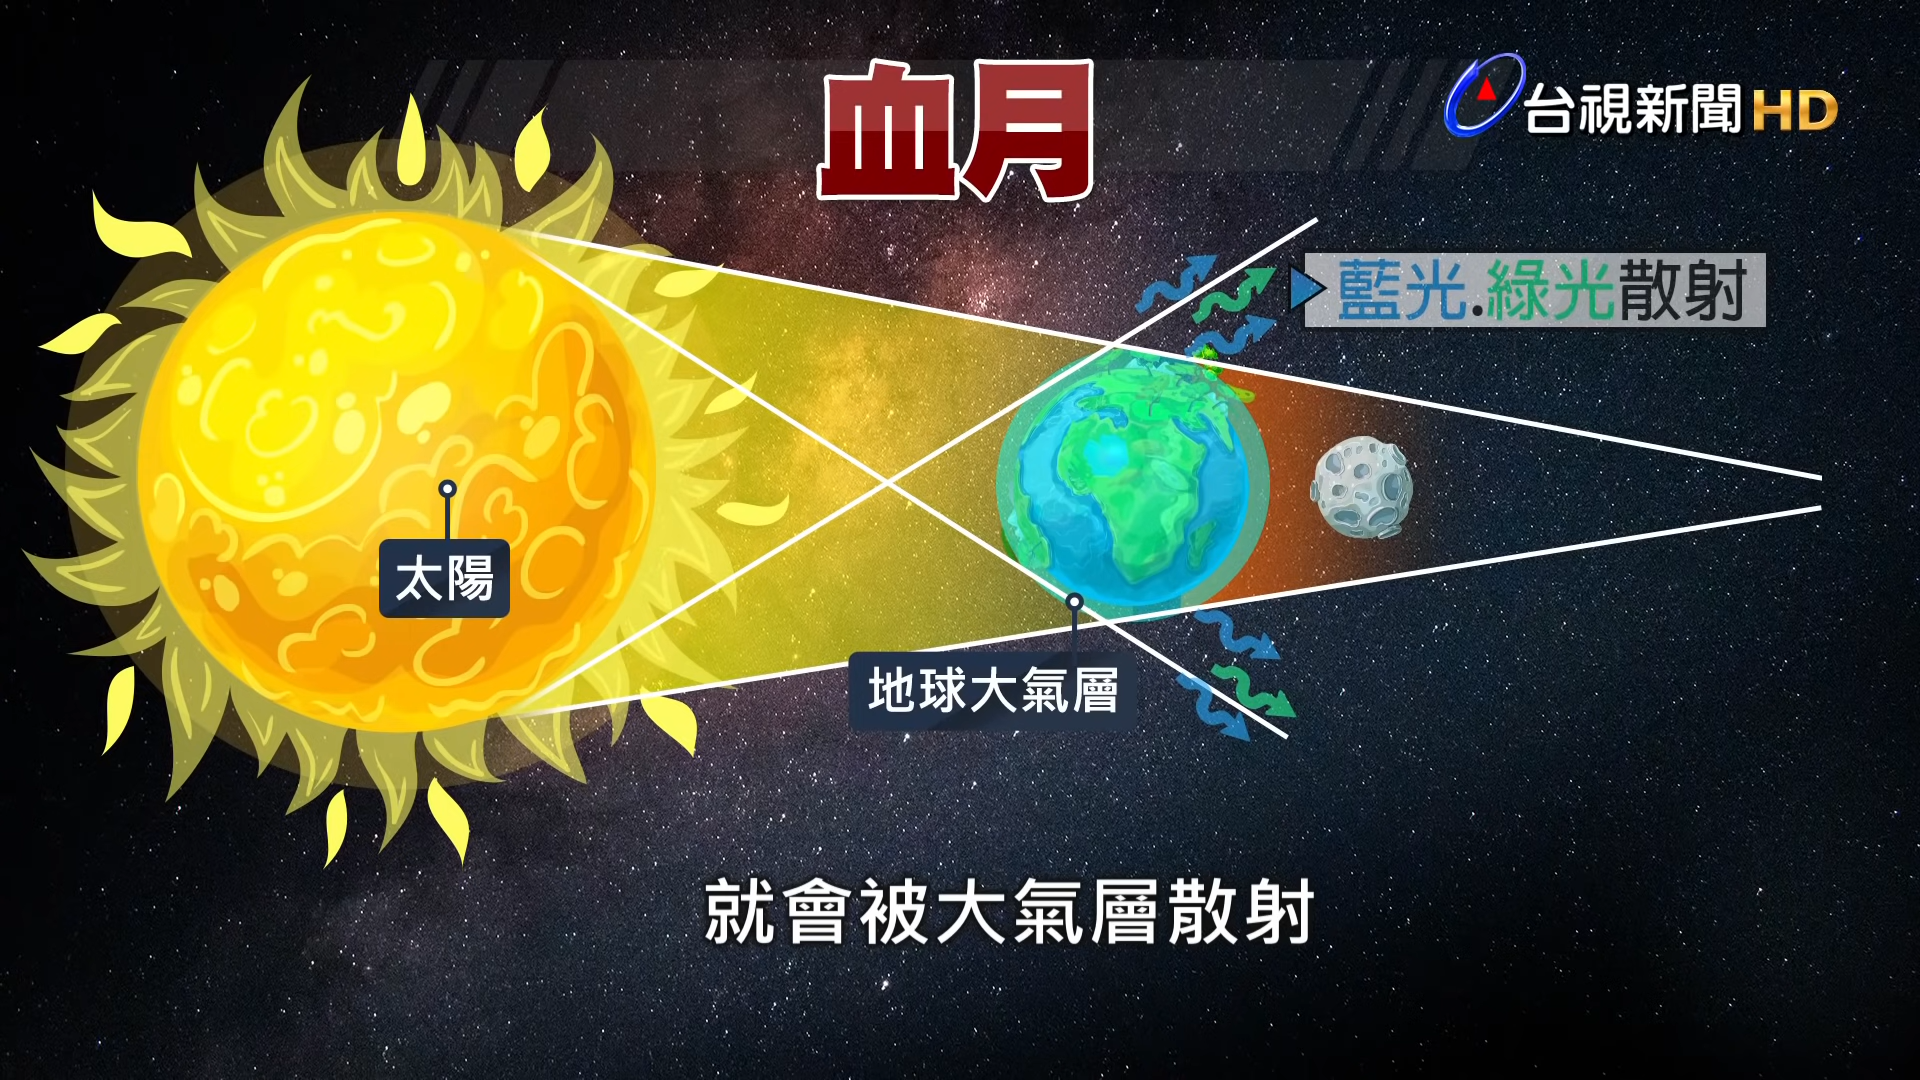 血月
台視新聞HD
藍光.綠光散射
太陽
地球大氣層
就會被大氣層散射